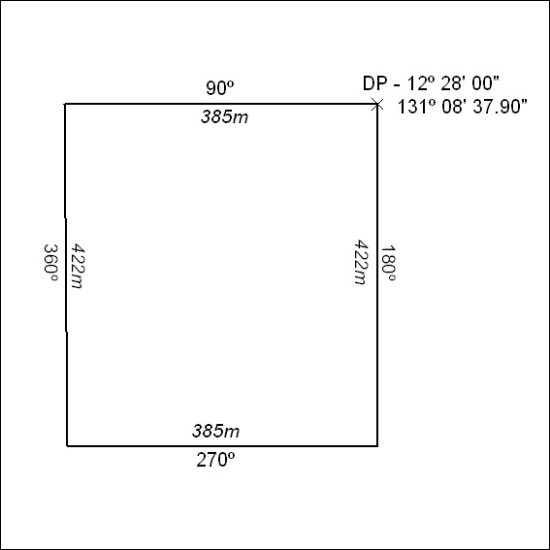 90º
DP - 12º 28' 00"
385m
131º 08' 37.90"
360º
422m
422m
180º
385m
270º